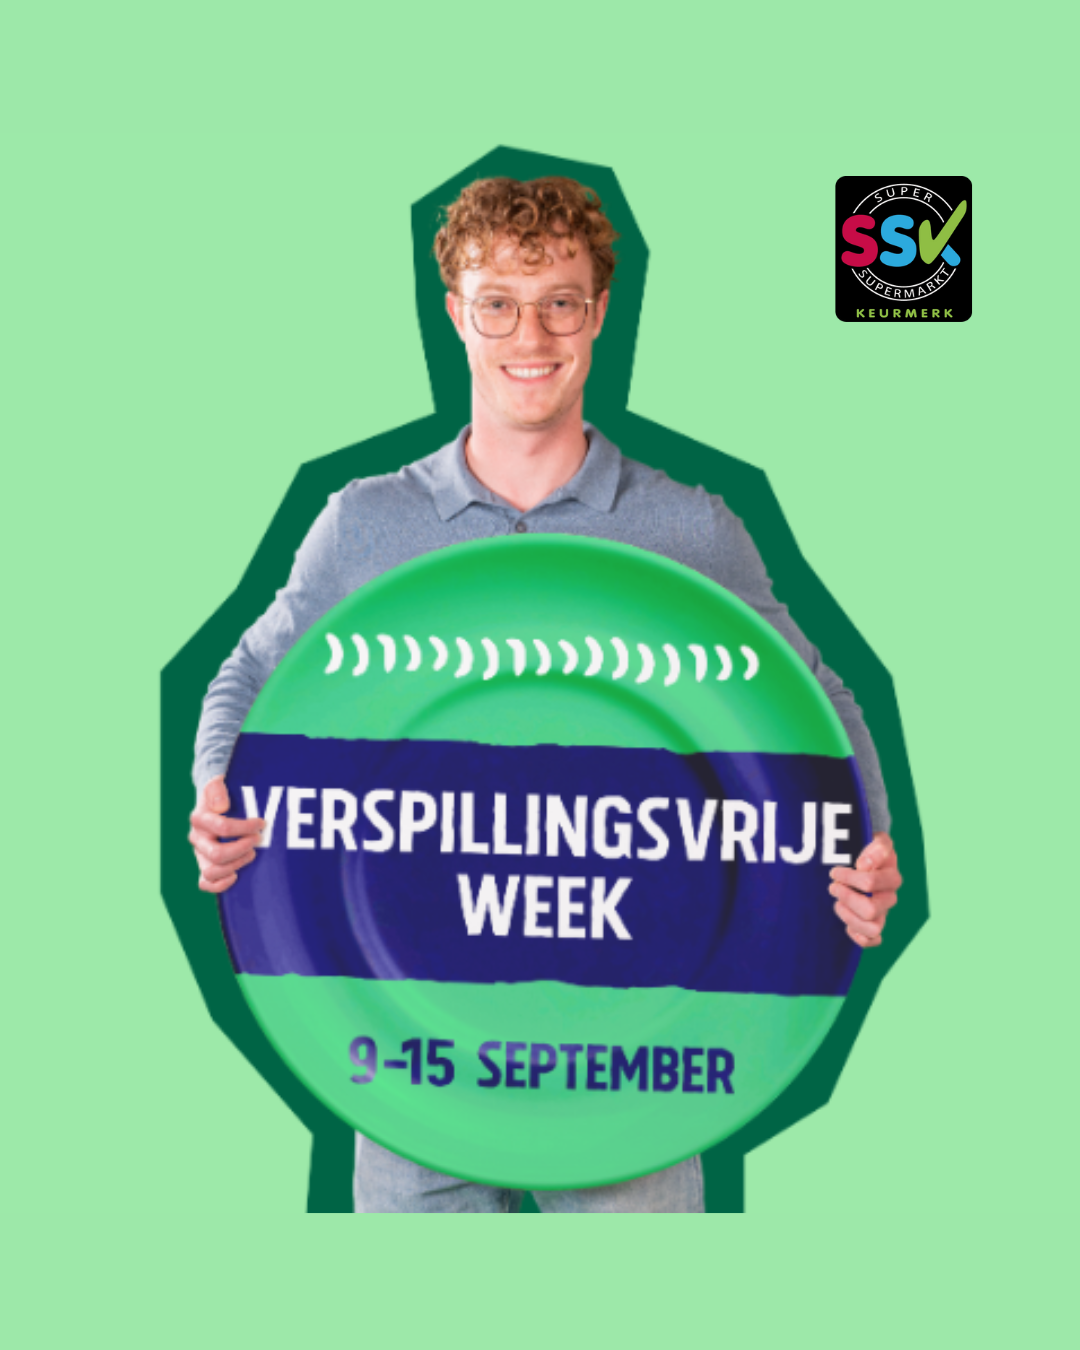 SUPER
SSK
SUPERMARKT
KEURMERK
VERSPILLINGSVRIJE
WEEK
9-15 SEPTEMBER